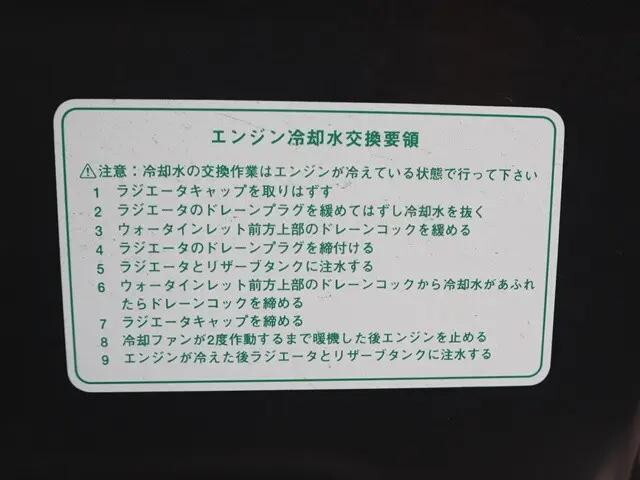 エンジン冷却水交換要領
⚠注意：冷却水の交換作業はエンジンが冷えている状態で行って下さい
1 ラジエータキャップを取りはずす
2 ラジエータのドレーンプラグを緩めてはずし冷却水を抜く
3 ウォータインレット前方上部のドレーンコックを緩める
4 ラジエータのドレーンプラグを締付ける
5 ラジエータとリザーブタンクに注水する
6 ウォータインレット前方上部のドレーンコックから冷却水があふれ
たらドレーンコックを締める
7 ラジエータキャップを締める
8 冷却ファンが2度作動するまで暖機した後エンジンを止める
9 エンジンが冷えた後ラジエータとリザーブタンクに注水する